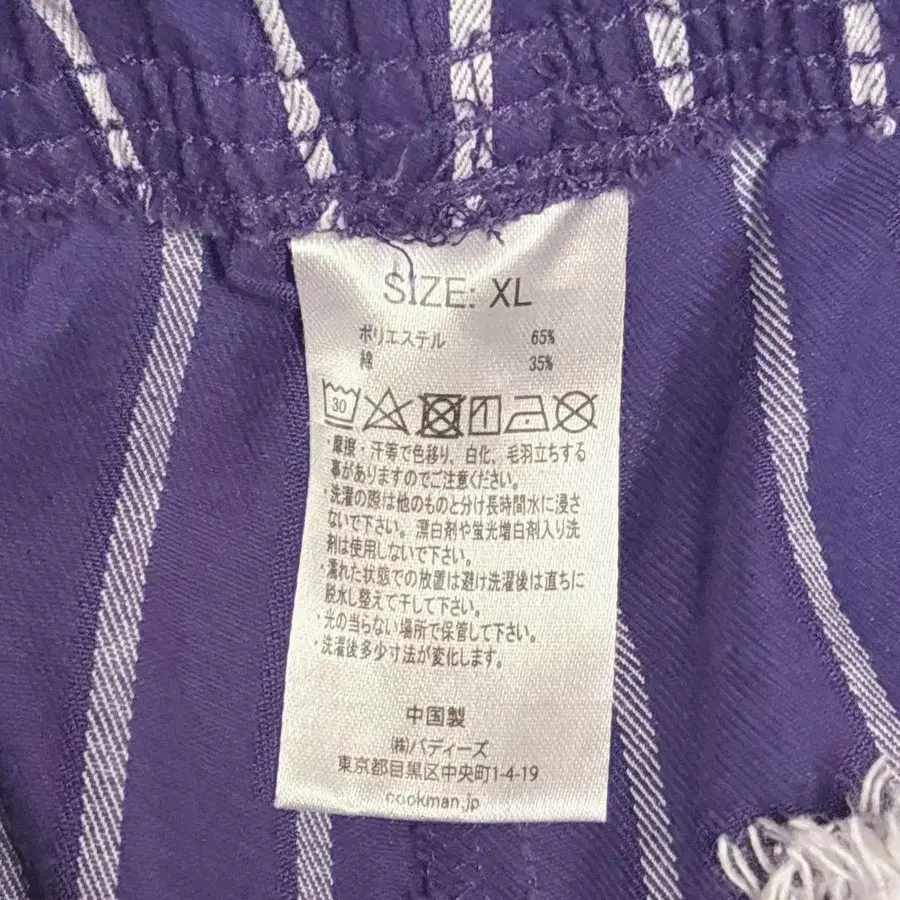 SIZE: XL
ポリエステル 65%
綿 35%
30
・摩擦・汗等で色移り、白化、毛羽立ちする
事がありますのでご注意ください。
・洗濯の際は他のものと分け長時間水に浸さ
ないで下さい。漂白剤や蛍光増白剤入り洗
剤は使用しないで下さい。
・濡れた状態での放置は避け洗濯後は直ちに
脱水し整えて干して下さい。
・光の当らない場所で保管して下さい。
・洗濯後多少寸法が変化します。
中国製
㈱バディーズ
東京都目黒区中央町1-4-19
cookman.jp